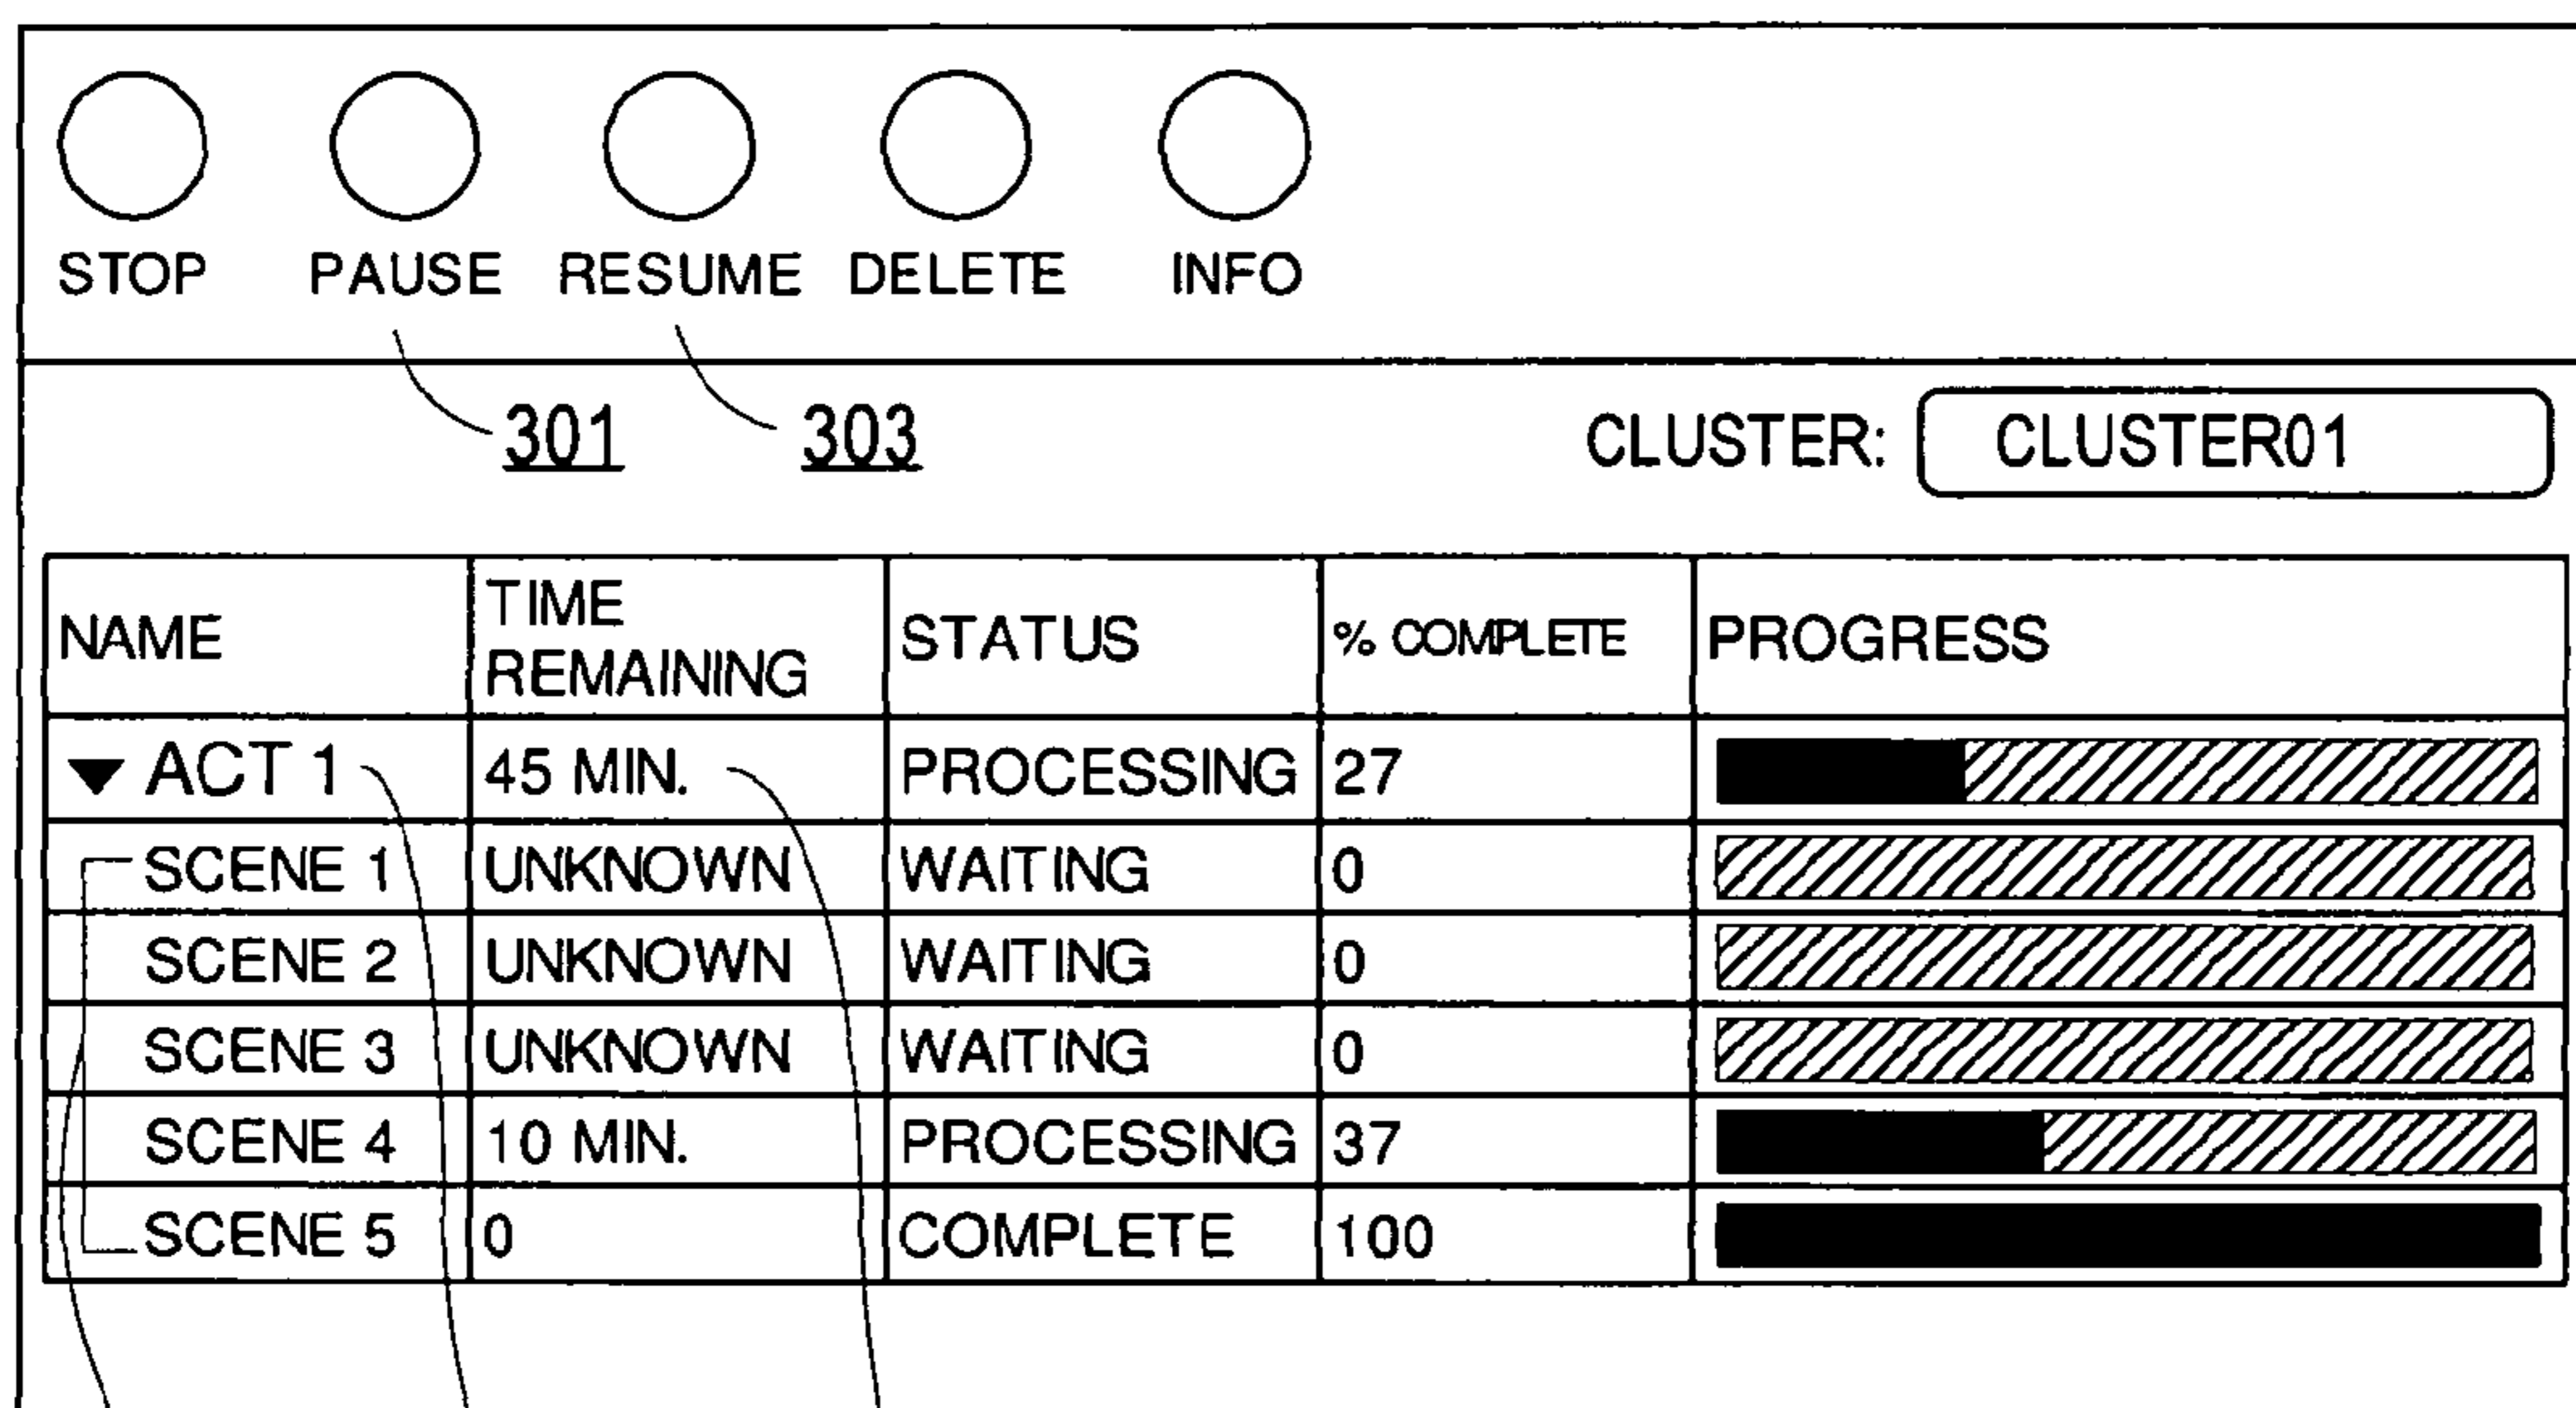 STOP PAUSE RESUME DELETE INFO
301 303 CLUSTER: CLUSTER01
NAME TIME REMAINING STATUS % COMPLETE PROGRESS
▼ ACT 1 45 MIN. PROCESSING 27
SCENE 1 UNKNOWN WAITING 0
SCENE 2 UNKNOWN WAITING 0
SCENE 3 UNKNOWN WAITING 0
SCENE 4 10 MIN. PROCESSING 37
SCENE 5 0 COMPLETE 100